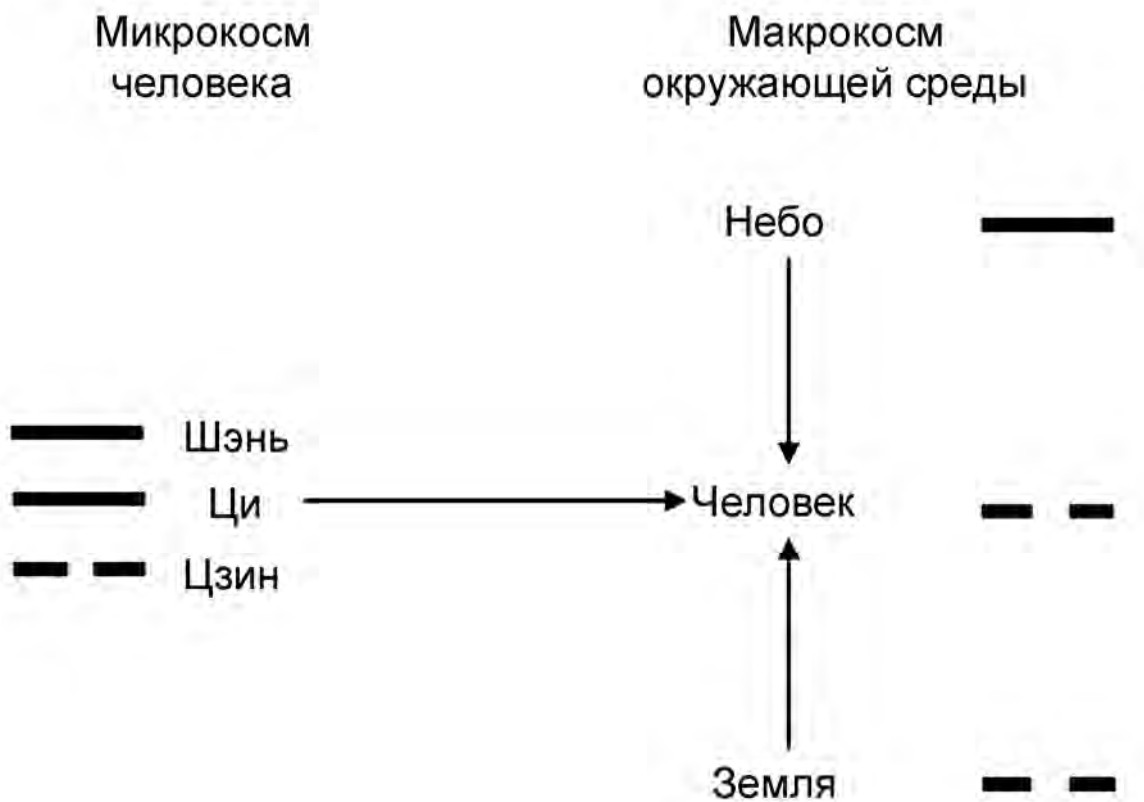 Микрокосм
человека
Макрокосм
окружающей среды
Небо
Шэнь
Ци
Человек
Цзин
Земля